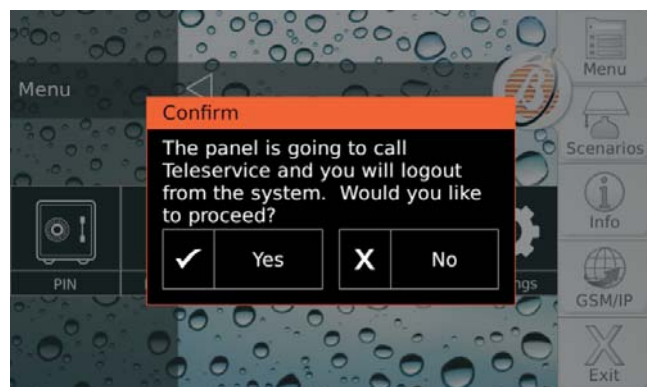 Menu
Confirm
The panel is going to call
Teleservice and you will logout
from the system. Would you like
to proceed?
✓ Yes
X No
PIN
ngs
Menu
Scenarios
Info
GSM/IP
Exit